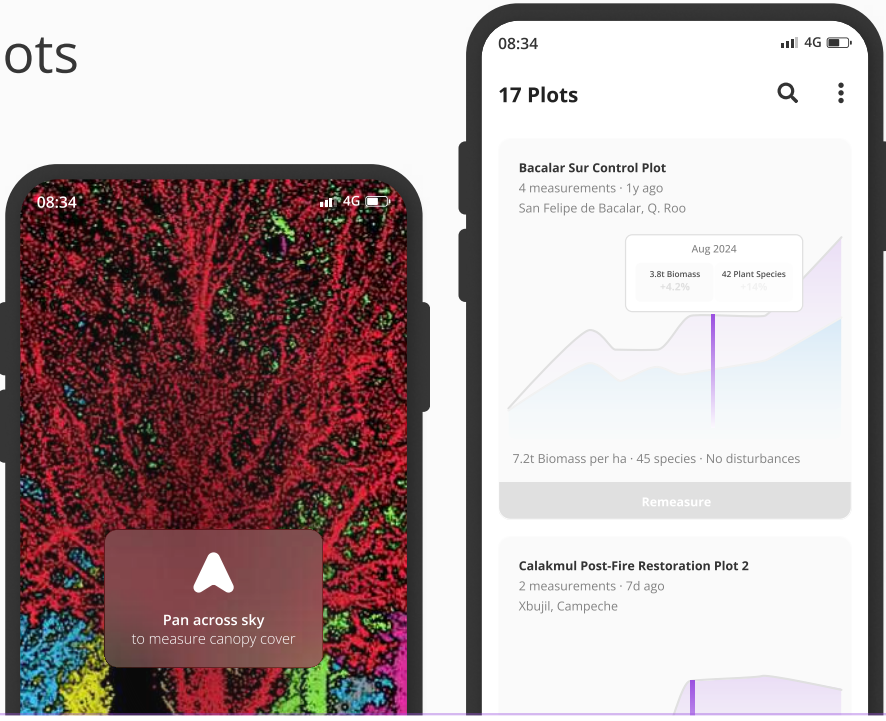 ots
08:34
4G
Pan across sky
to measure canopy cover
08:34
4G
17 Plots
Bacalar Sur Control Plot
4 measurements · 1y ago
San Felipe de Bacalar, Q. Roo
Aug 2024
3.8t Biomass
42 Plant Species
+4.2%
+14%
7.2t Biomass per ha · 45 species · No disturbances
Remeasure
Calakmul Post-Fire Restoration Plot 2
2 measurements · 7d ago
Xbujil, Campeche